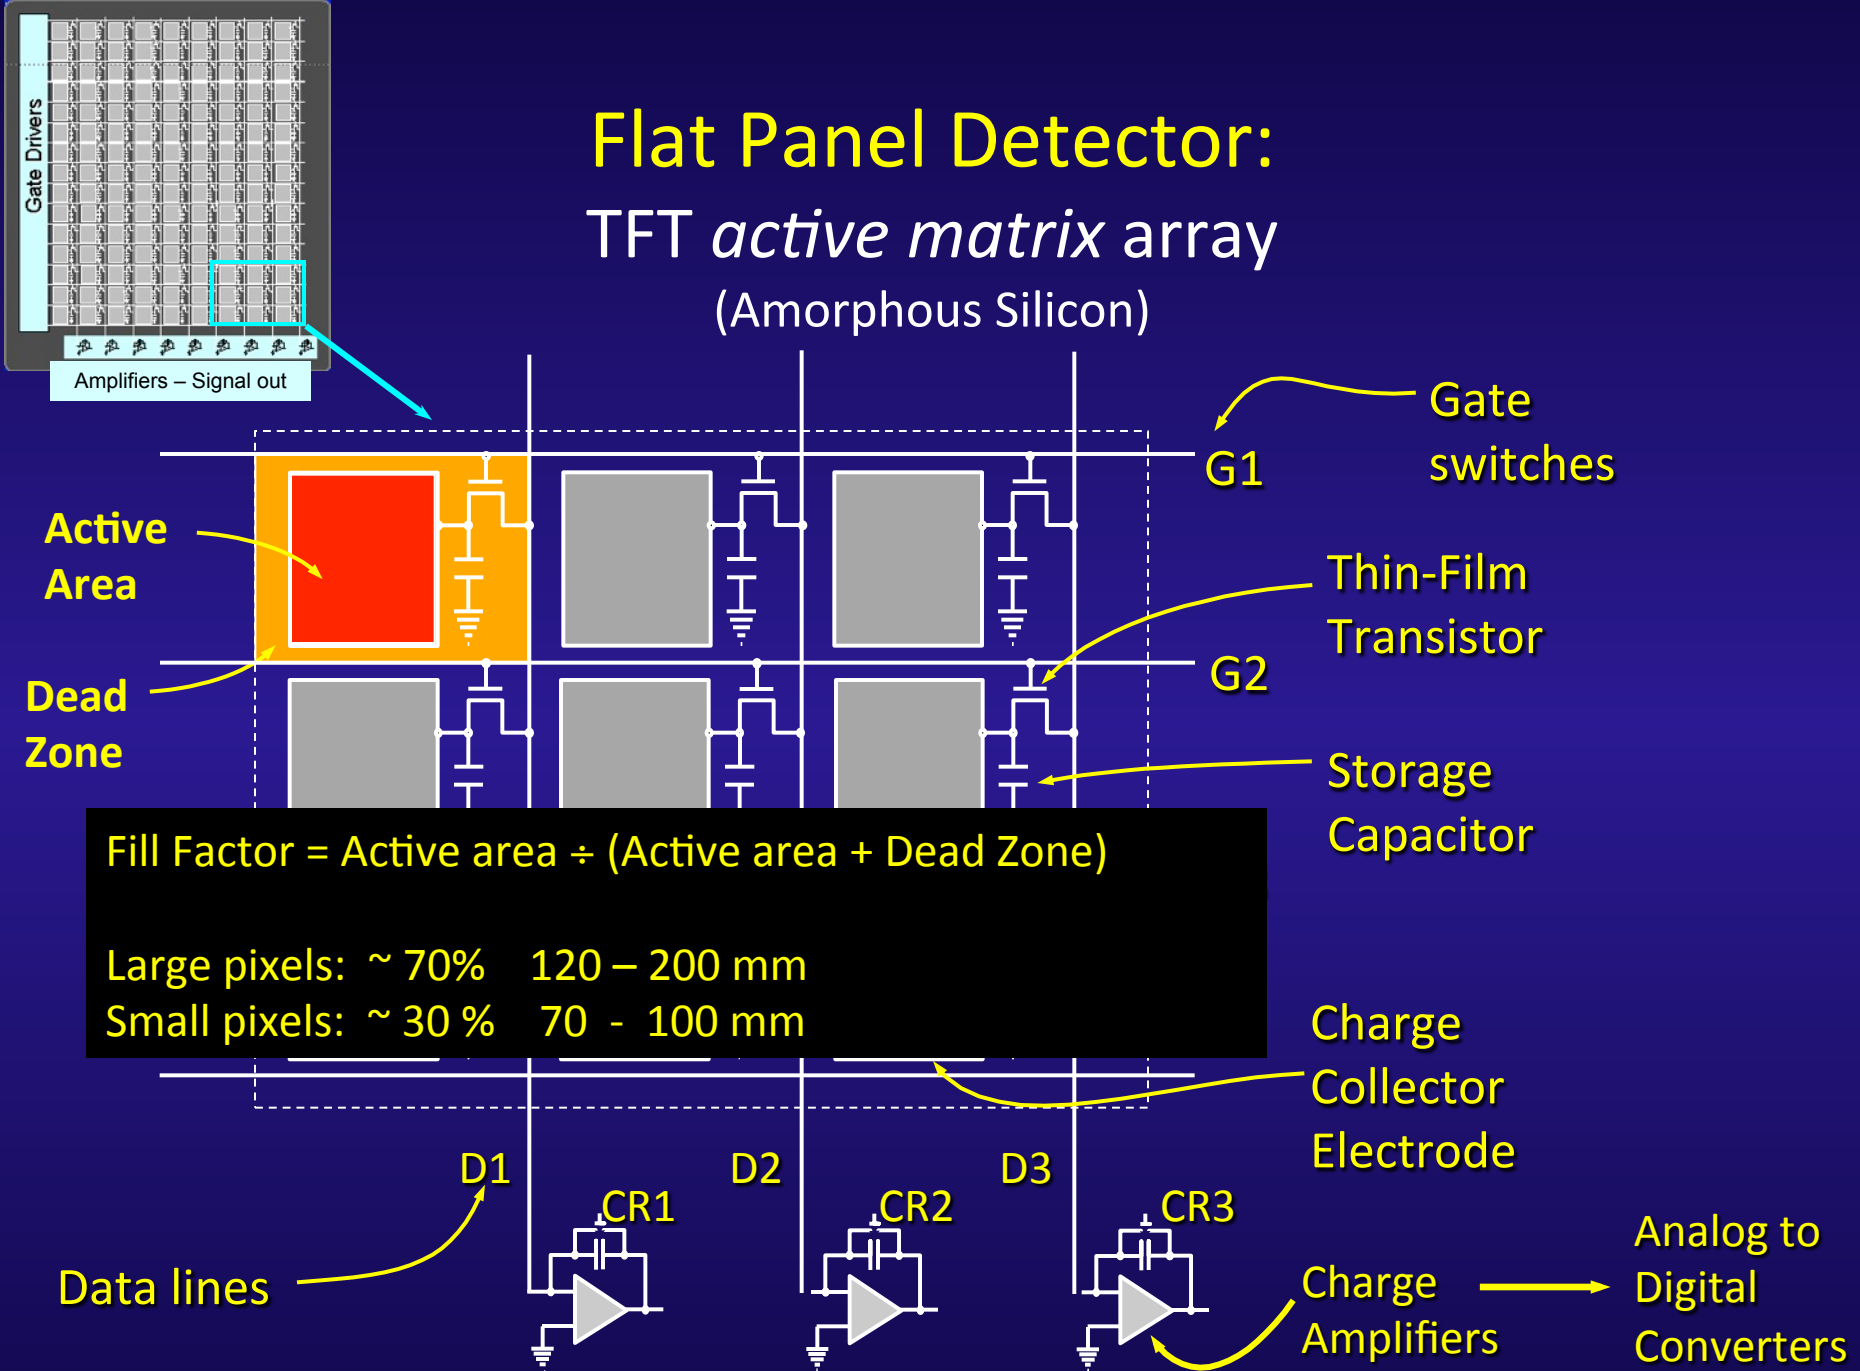 Gate Drivers
Amplifiers – Signal out
Flat Panel Detector:
TFT active matrix array
(Amorphous Silicon)
Gate
switches
G1
Active
Area
Thin-Film
Transistor
G2
Dead
Zone
Storage
Capacitor
Fill Factor = Active area ÷ (Active area + Dead Zone)
Large pixels: ~ 70% 120 – 200 mm
Small pixels: ~ 30 % 70 - 100 mm
Charge
Collector
Electrode
D1
D2
D3
CR1
CR2
CR3
Data lines
Charge
Amplifiers
Analog to
Digital
Converters